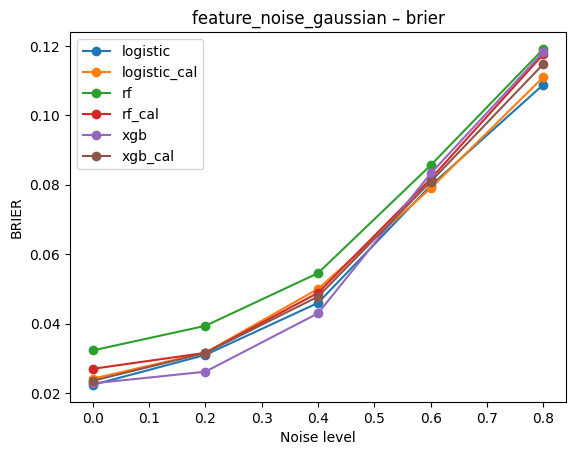 feature_noise_gaussian – brier
logistic
logistic_cal
rf
rf_cal
xgb
xgb_cal
BRIER
0.12
0.10
0.08
0.06
0.04
0.02
0.0 0.1 0.2 0.3 0.4 0.5 0.6 0.7 0.8
Noise level